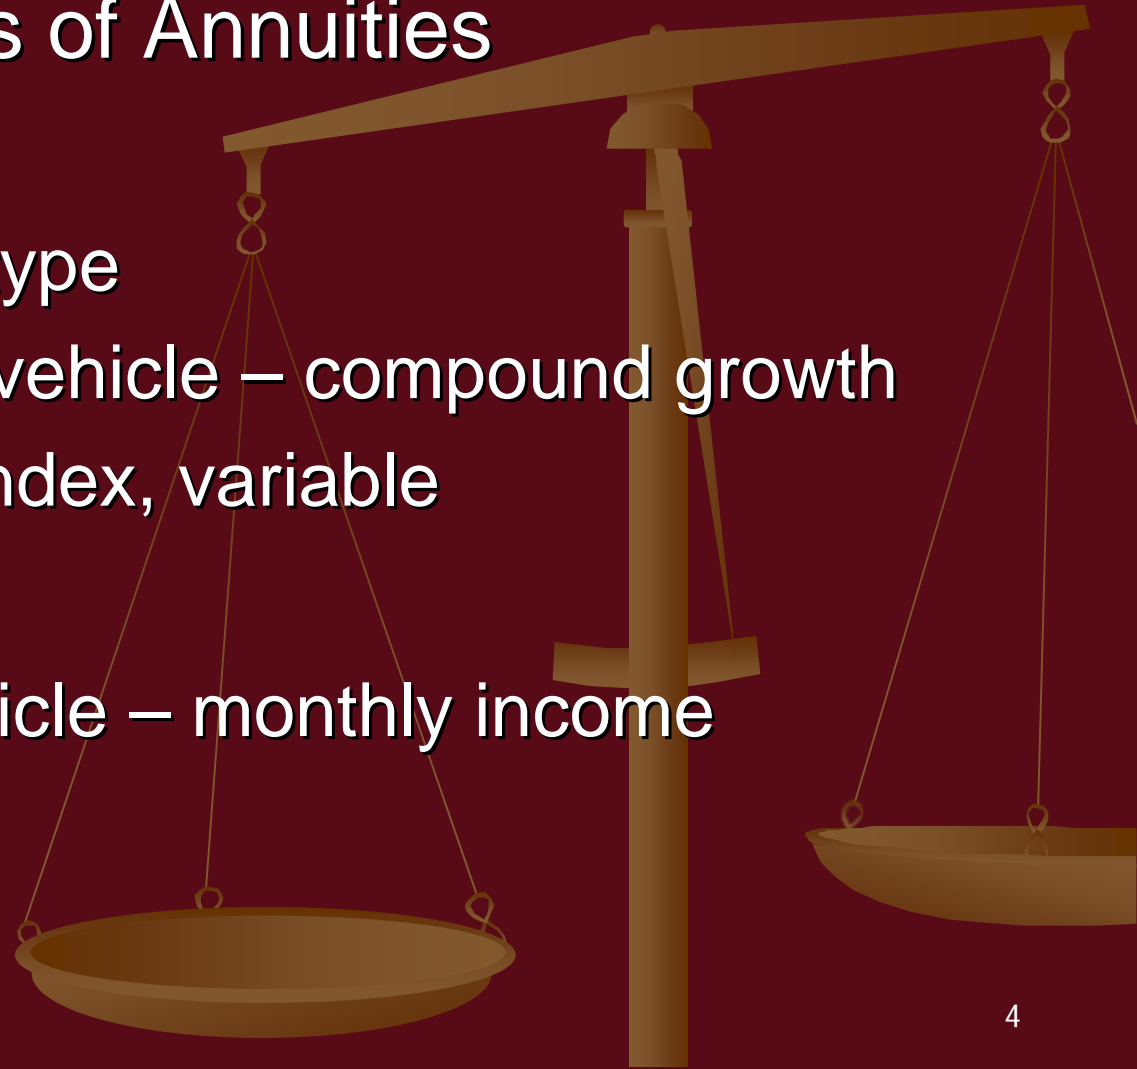 s of Annuities
ype
vehicle – compound growth
ndex, variable
icle – monthly income
4